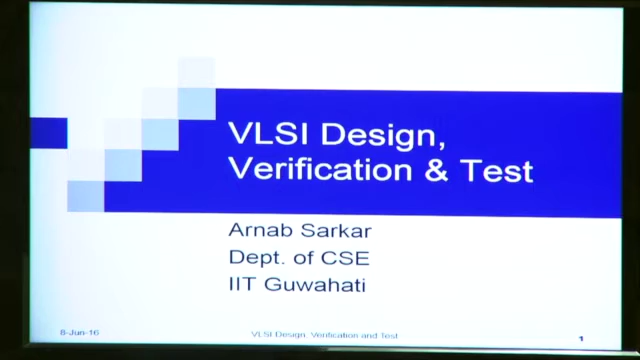 VLSI Design,
Verification & Test
Arnab Sarkar
Dept. of CSE
IIT Guwahati
8-Jun-16
VLSI Design, Verification and Test
1